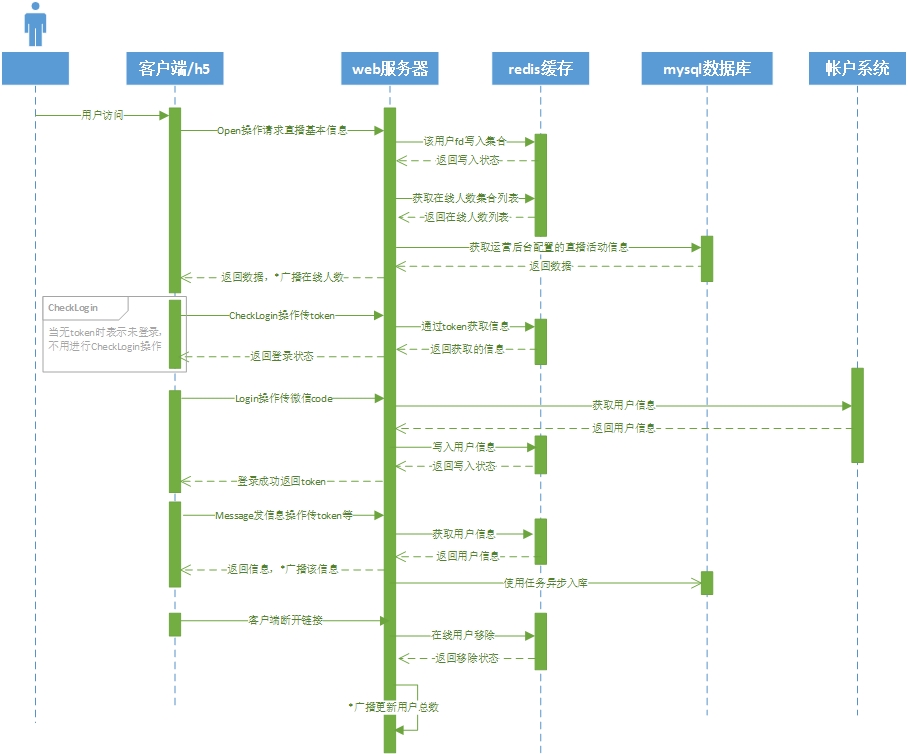 客户端/h5
web服务器
redis缓存
mysql数据库
帐户系统
用户访问
Open操作请求直播基本信息
该用户fd写入集合
返回写入状态
获取在线人数集合列表
返回在线人数列表
获取运营后台配置的直播活动信息
返回数据
返回数据，*广播在线人数
CheckLogin
当无token时表示未登录,
不用进行CheckLogin操作
CheckLogin操作传token
通过token获取信息
返回获取的信息
返回登录状态
Login操作传微信code
获取用户信息
返回用户信息
写入用户信息
返回写入状态
登录成功返回token
Message发信息操作传token等
获取用户信息
返回用户信息
返回信息，*广播该信息
使用任务异步入库
客户端断开链接
在线用户移除
返回移除状态
*广播更新用户总数